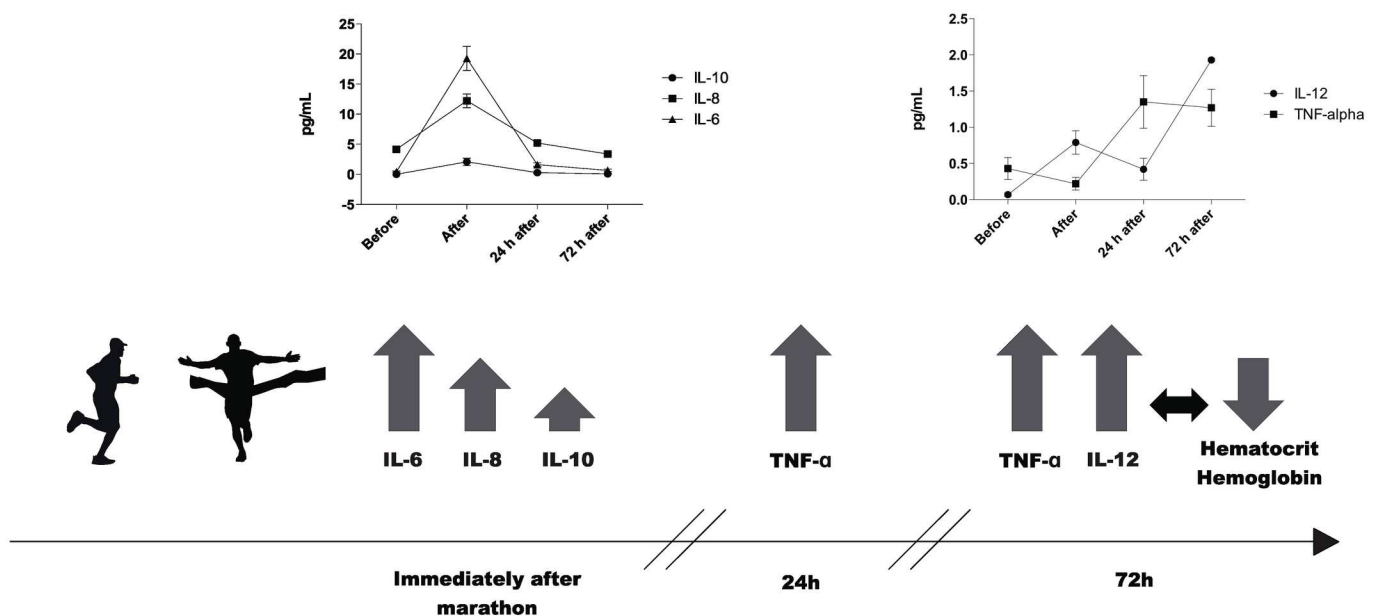 25
20
15
10
5
0
-5
pg/mL
Before
After
24 h after
72 h after
IL-10
IL-8
IL-6
2.5
2.0
1.5
1.0
0.5
0.0
pg/mL
Before
After
24 h after
72 h after
IL-12
TNF-alpha
IL-6 IL-8 IL-10
TNF-α
TNF-α IL-12
Hematocrit
Hemoglobin
Immediately after
marathon
24h
72h